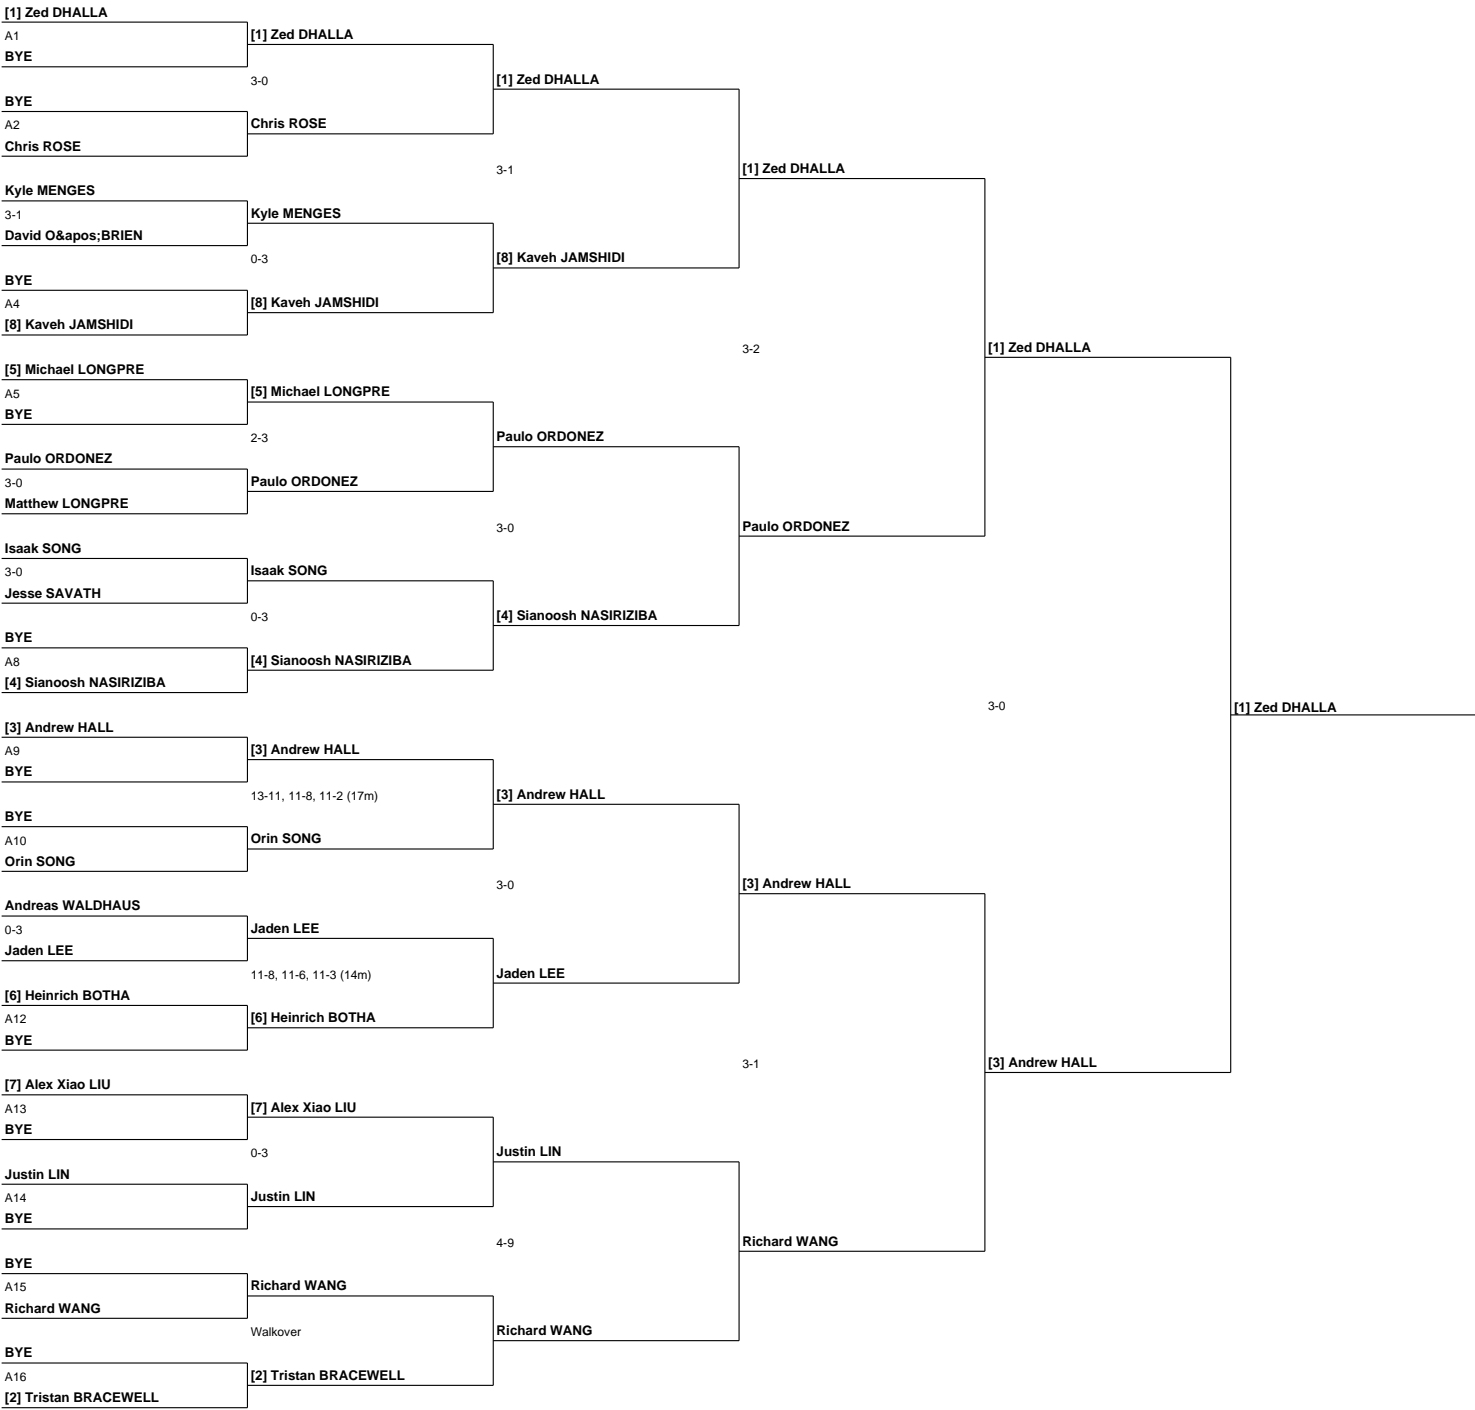 [1] Zed DHALLA
A1
BYE
BYE
A2
Chris ROSE
Kyle MENGES
3-1
David O&apos;BRIEN
BYE
A4
[8] Kaveh JAMSHIDI
[5] Michael LONGPRE
A5
BYE
Paulo ORDONEZ
3-0
Matthew LONGPRE
Isaak SONG
3-0
Jesse SAVATH
BYE
A8
[4] Sianoosh NASIRIZIBA
[3] Andrew HALL
A9
BYE
BYE
A10
Orin SONG
Andreas WALDHAUS
0-3
Jaden LEE
[6] Heinrich BOTHA
A12
BYE
[7] Alex Xiao LIU
A13
BYE
Justin LIN
A14
BYE
BYE
A15
Richard WANG
BYE
A16
[2] Tristan BRACEWELL
[1] Zed DHALLA
3-0
Chris ROSE
Kyle MENGES
0-3
[8] Kaveh JAMSHIDI
[5] Michael LONGPRE
2-3
Paulo ORDONEZ
Isaak SONG
0-3
[4] Sianoosh NASIRIZIBA
[3] Andrew HALL
13-11, 11-8, 11-2 (17m)
Orin SONG
Jaden LEE
11-8, 11-6, 11-3 (14m)
[6] Heinrich BOTHA
[7] Alex Xiao LIU
0-3
Justin LIN
Richard WANG
Walkover
[2] Tristan BRACEWELL
[1] Zed DHALLA
3-1
[8] Kaveh JAMSHIDI
Paulo ORDONEZ
3-0
[4] Sianoosh NASIRIZIBA
[3] Andrew HALL
3-0
Jaden LEE
Justin LIN
4-9
Richard WANG
[1] Zed DHALLA
3-2
Paulo ORDONEZ
[3] Andrew HALL
3-1
Richard WANG
[1] Zed DHALLA
3-0
[3] Andrew HALL
[1] Zed DHALLA